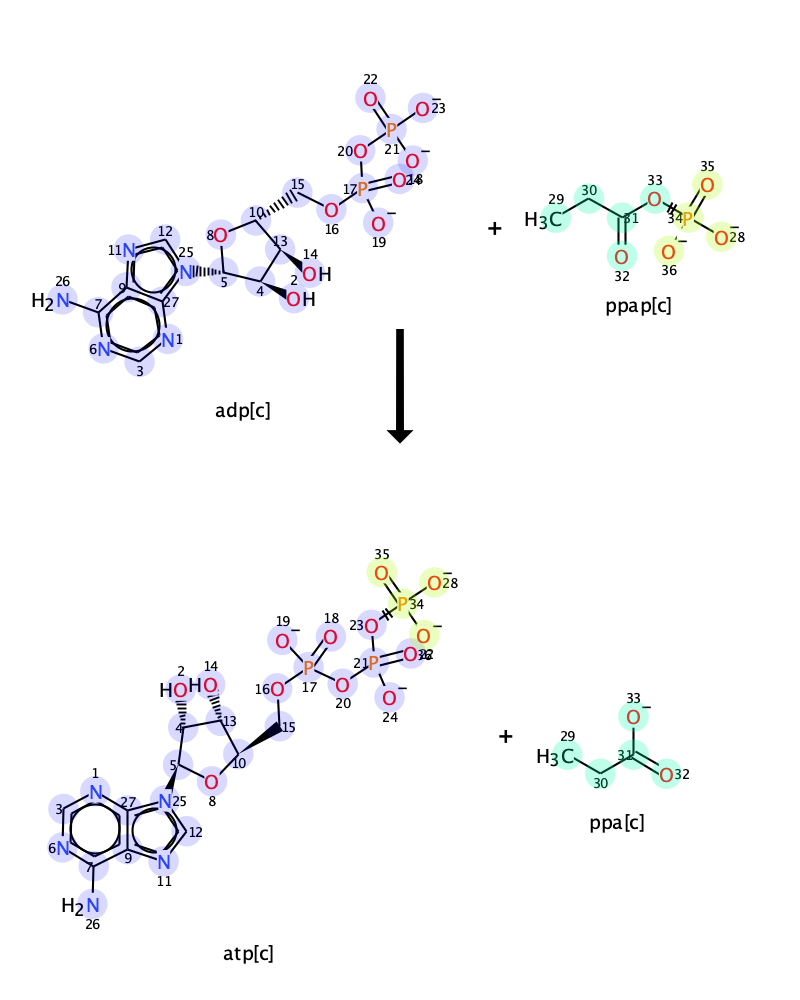 22
O
O⁻ 23
P
21
20 O
O⁻
17 P
O 24 18
15
O
16
O⁻
19
10
8 O
12
11 N
25
N
13
14
OH
2
OH
5
4
9
27
26
H₂N
7
6 N
N 1
3
adp[c]
+
29
H₃C
30
31
O
32
33
O
34 P
35
O
O⁻ 28
O⁻
36
ppap[c]
35
O
O⁻ 28
P 34
23 O
O⁻
19
O⁻
18
O
21 P
O 22
17 P
O
20
O⁻
24
16 O
2
HO
14
HO
4
13
15
10
5
O
8
1
N
3
27
N 25
12
6 N
7
9
N
11
H₂N
26
atp[c]
+
33
O⁻
29
H₃C
31
30
O 32
ppa[c]